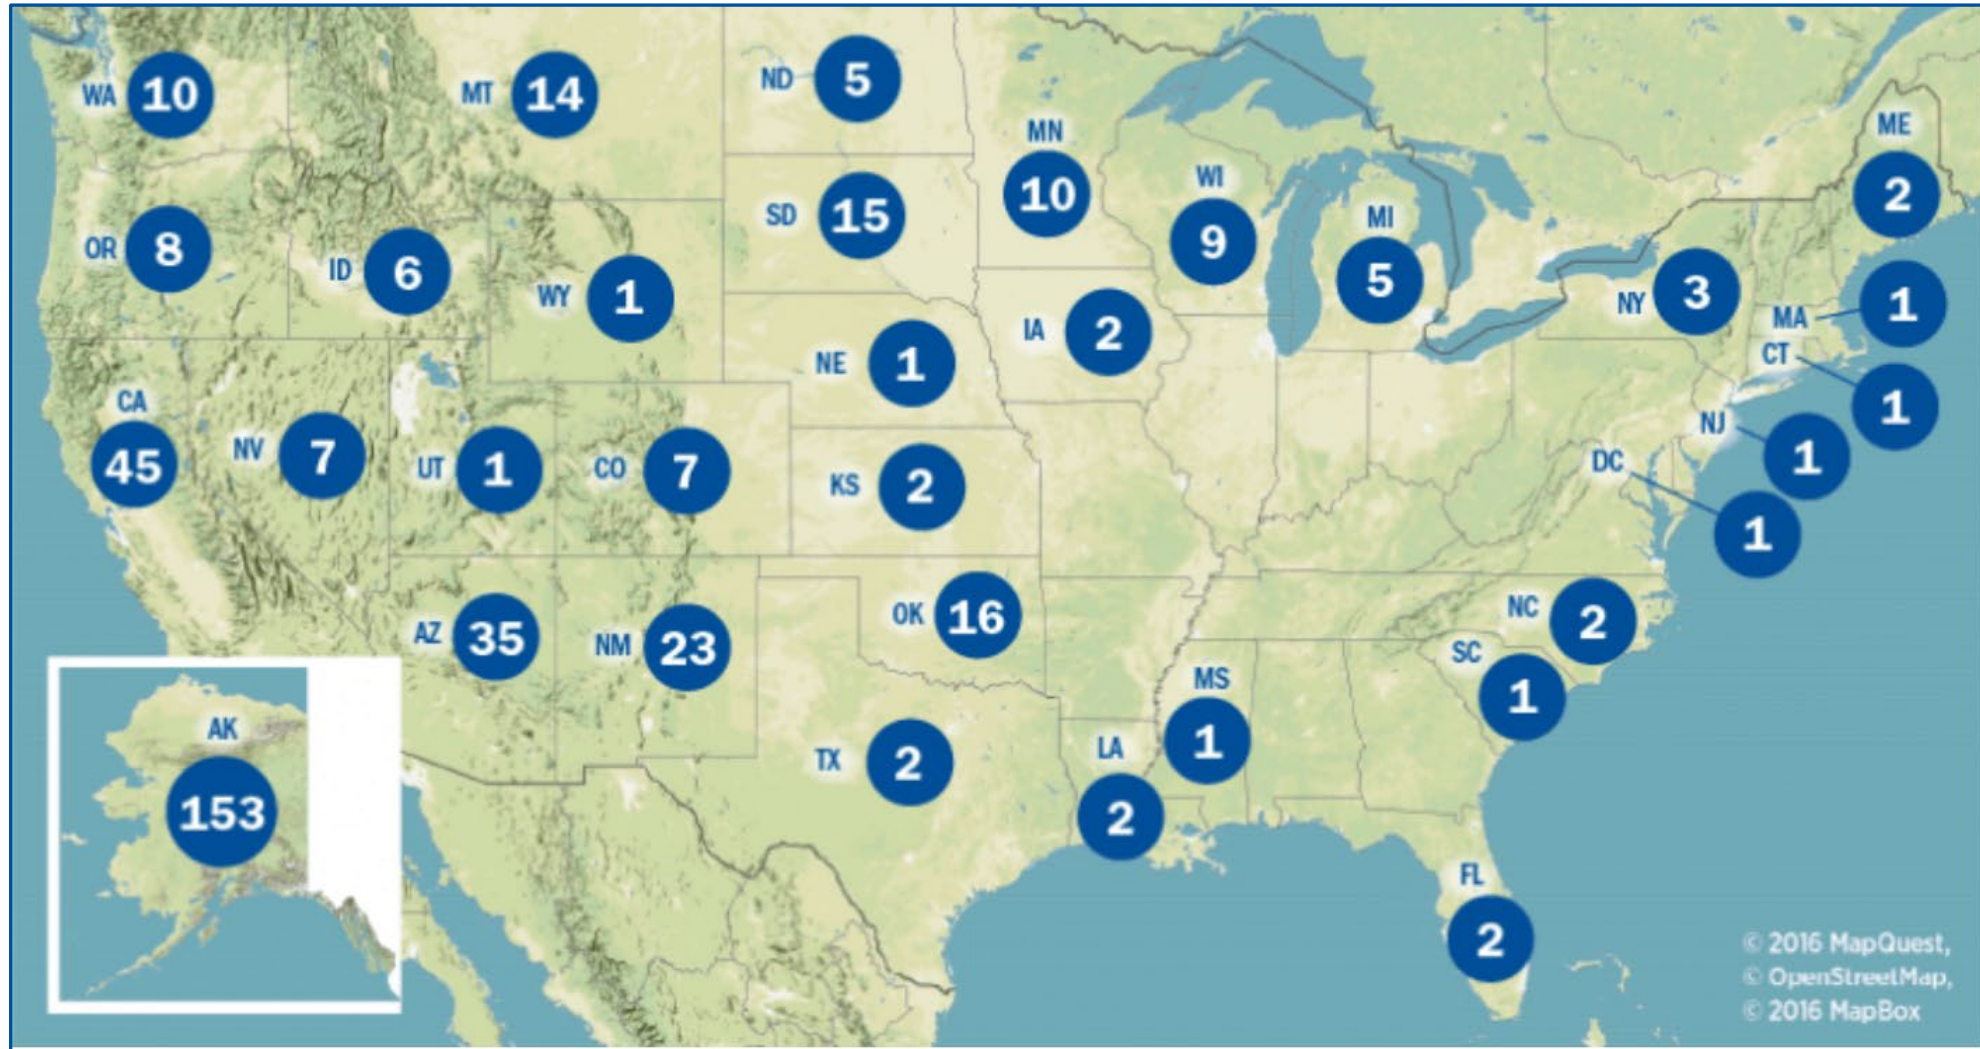 WA 10
MT 14
ND 5
MN
10
ME
2
OR 8
ID 6
WY 1
SD 15
WI
9
MI
5
NY 3
MA 1
CT 1
NE 1
IA 2
NJ 1
DC 1
CA
45
NV 7
UT 1
CO 7
KS 2
AZ 35
NM 23
OK 16
NC 2
SC
1
MS
1
TX 2
LA
2
AK
153
FL
2
© 2016 MapQuest,
© OpenStreetMap,
© 2016 MapBox